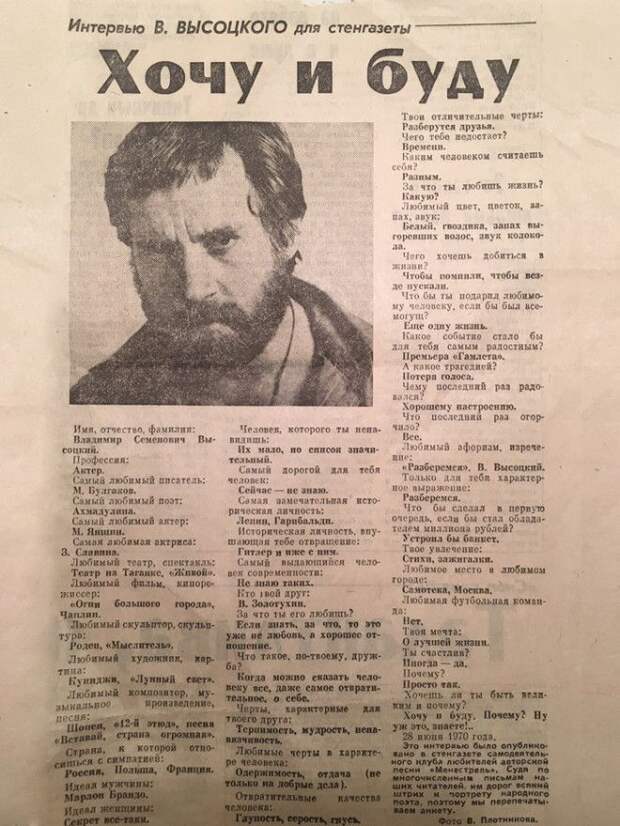 Интервью В. ВЫСОЦКОГО для стенгазеты
Хочу и буду
Имя, отчество, фамилия:
Владимир Семенович Вы-
соцкий.
Профессия:
Актер.
Самый любимый писатель:
М. Булгаков.
Самый любимый поэт:
Ахмадулина.
Самый любимый актер:
М. Яншин.
Самая любимая актриса:
З. Славина.
Любимый театр, спектакль:
Театр на Таганке, «Живой».
Любимый фильм, киноре-
жиссер:
«Огни большого города»,
Чаплин.
Любимый скульптор, скульп-
тура:
Роден, «Мыслитель».
Любимый художник, кар-
тина:
Куинджи, «Лунный свет».
Любимый композитор, му-
зыкальное произведение,
песня:
Шопен, «12-й этюд», песня
«Вставай, страна огромная».
Страна, к которой отно-
сишься с симпатией:
Россия, Польша, Франция.
Идеал мужчины:
Марлон Брандо.
Идеал женщины:
Секрет все-таки.
Человек, которого ты нена-
видишь:
Их мало, но список значи-
тельный.
Самый дорогой для тебя
человек:
Сейчас — не знаю.
Самая замечательная исто-
рическая личность:
Ленин, Гарибальди.
Историческая личность, вну-
шающая тебе отвращение:
Гитлер и иже с ним.
Самый выдающийся чело-
век современности:
Не знаю таких.
Кто твой друг:
В. Золотухин.
За что ты его любишь?
Если знать, за что, то это
уже не любовь, а хорошее от-
ношение.
Что такое, по-твоему, друж-
ба?
Когда можно сказать человеку
все, даже самое отврати-
тельное, о себе.
Черты, характерные для
твоего друга:
Терпимость, мудрость, нена-
вязчивость.
Любимые черты в характе-
ре человека:
Одержимость, отдача (не
только на добрые дела).
Отвратительные качества
человека:
Глупость, серость, гнусь.
Твои отличительные черты:
Разберутся друзья.
Чего тебе недостает?
Времени.
Каким человеком считаешь
себя?
Разным.
За что ты любишь жизнь?
Какую?
Любимый цвет, цветок, за-
пах, звук:
Белый, гвоздика, запах вы-
горевших волос, звук колоко-
ла.
Чего хочешь добиться в
жизни?
Чтобы помнили, чтобы вез-
де пускали.
Что бы ты подарил любимо-
му человеку, если бы был все-
могущ?
Еще одну жизнь.
Какое событие стало бы
для тебя самым радостным?
Премьера «Гамлета».
А какое трагедией?
Потеря голоса.
Чему последний раз радо-
вался?
Хорошему настроению.
Что последний раз огор-
чило?
Все.
Любимый афоризм, изрече-
ние:
«Разберемся». В. Высоцкий.
Только для тебя характер-
ное выражение:
Разберемся.
Что бы сделал в первую
очередь, если бы стал облада-
телем миллиона рублей?
Устроил бы банкет.
Твое увлечение:
Стихи, зажигалки.
Любимое место в любимом
городе:
Самотека, Москва.
Любимая футбольная коман-
да:
Нет.
Твоя мечта:
О лучшей жизни.
Ты счастлив?
Иногда — да.
Почему?
Просто так.
Хочешь ли ты быть вели-
ким и почему?
Хочу и буду. Почему? Ну
уж это, знаете!..
28 июня 1970 года.
Это интервью было опублико-
вано в стенгазете самодеятель-
ного клуба любителей авторской
песни «Менестрель». Судя по
многочисленным письмам на-
ших читателей, им дорог всякий
штрих к портрету народного
поэта, поэтому мы перепечаты-
ваем анкету.
Фото В. Плотникова.